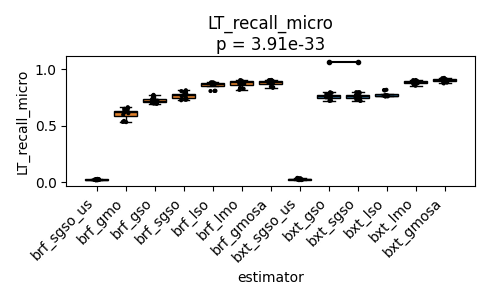 LT_recall_micro
p = 3.91e-33
LT_recall_micro
1.0
0.5
0.0
brf_sgso_us
brf_gmo
brf_gso
brf_sgso
brf_lso
brf_lmo
brf_gmosa
bxt_sgso_us
bxt_gso
bxt_sgso
bxt_lso
bxt_lmo
bxt_gmosa
estimator